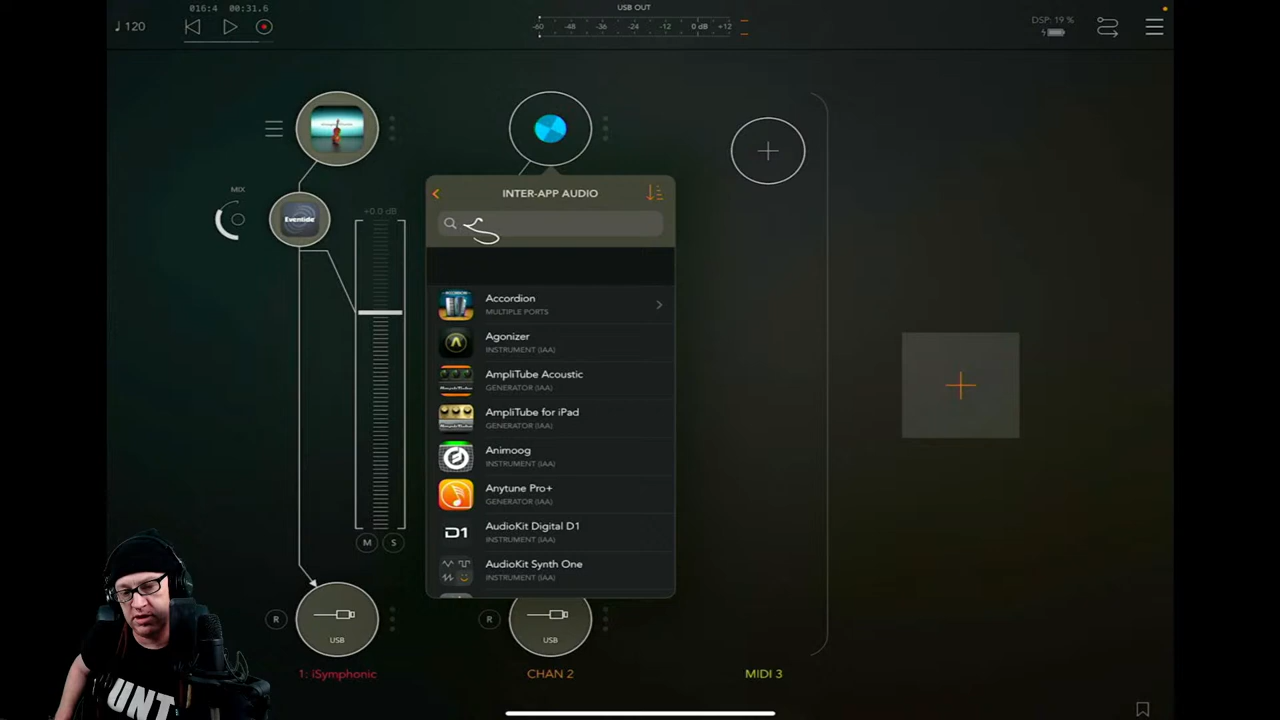 016:4 00:31.6
USB OUT
♩ 120
-60 -48 -36 -24 -12 0 dB +12
DSP: 19 %
MIX
Eventide
+0.0 dB
INTER-APP AUDIO
S
Accordion
MULTIPLE PORTS
Agonizer
INSTRUMENT (IAA)
AmpliTube Acoustic
GENERATOR (IAA)
AmpliTube for iPad
GENERATOR (IAA)
Animoog
INSTRUMENT (IAA)
Anytune Pro+
GENERATOR (IAA)
D1
AudioKit Digital D1
INSTRUMENT (IAA)
AudioKit Synth One
INSTRUMENT (IAA)
M S
R USB
R USB
1: iSymphonic
CHAN 2
MIDI 3
UNT